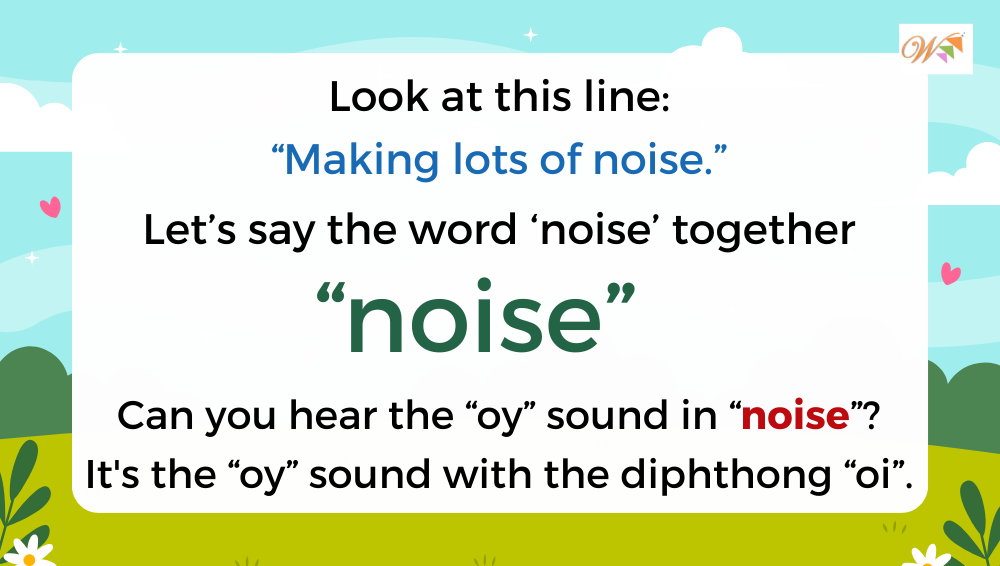 Look at this line:
“Making lots of noise.”
Let’s say the word ‘noise’ together
“noise”
Can you hear the “oy” sound in “noise”?
It's the “oy” sound with the diphthong “oi”.
W